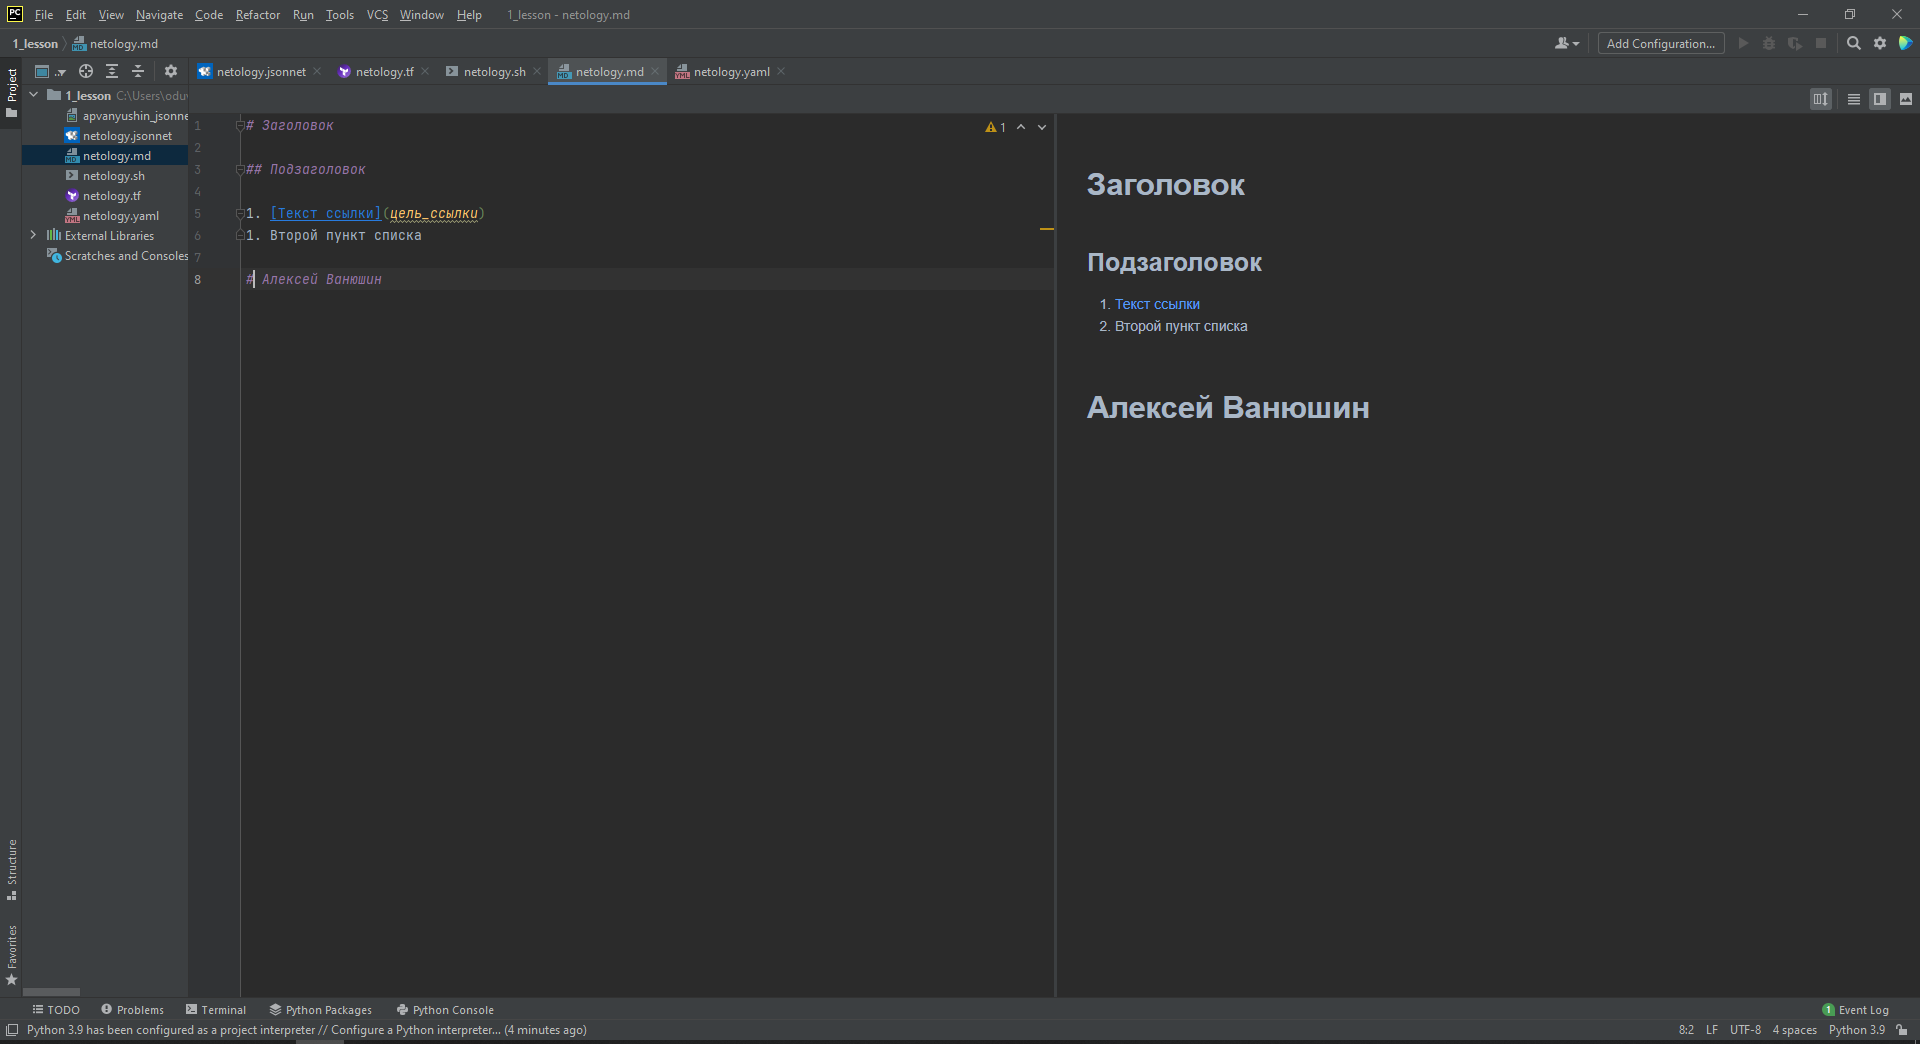 PC File Edit View Navigate Code Refactor Run Tools VCS Window Help 1_lesson - netology.md
1_lesson netology.md Add Configuration...
Project .. netology.jsonnet netology.tf netology.sh netology.md netology.yaml
1_lesson C:\Users\odu
apvanyushin_jsonne
netology.jsonnet
netology.md
netology.sh
netology.tf
netology.yaml
External Libraries
Scratches and Consoles
1 # Заголовок
2
3 ## Подзаголовок
4
5 1. [Текст ссылки](цель_ссылки)
6 1. Второй пункт списка
7
8 # Алексей Ванюшин
1
Заголовок
Подзаголовок
1. Текст ссылки
2. Второй пункт списка
Алексей Ванюшин
Structure
Favorites
TODO Problems Terminal Python Packages Python Console 1 Event Log
Python 3.9 has been configured as a project interpreter // Configure a Python interpreter... (4 minutes ago) 8:2 LF UTF-8 4 spaces Python 3.9